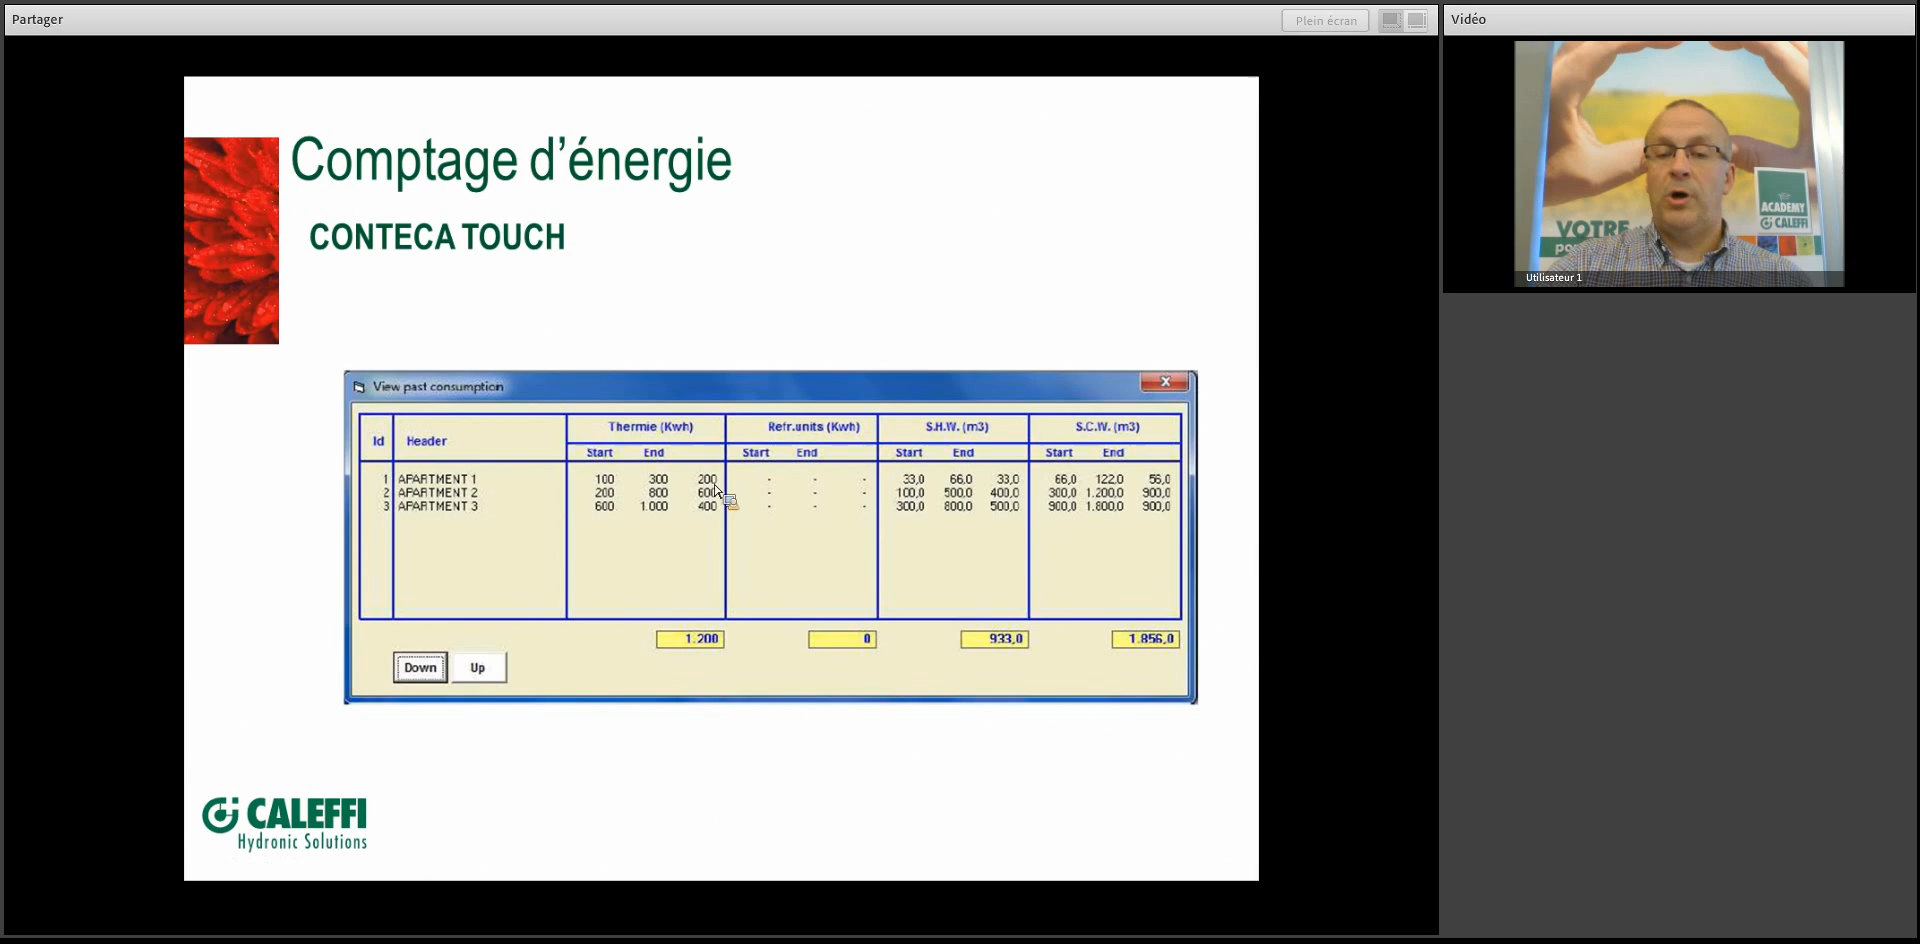 Partager
Plein écran
Vidéo
Comptage d'énergie
CONTECA TOUCH
View past consumption
Id Header Thermie (Kwh) Refr.units (Kwh) S.H.W. (m3) S.C.W. (m3)
Start End Start End Start End Start End
1 APARTMENT 1 100 300 200 - - - 33,0 66,0 33,0 66,0 122,0 56,0
2 APARTMENT 2 200 800 600 - - - 100,0 500,0 400,0 300,0 1.200,0 900,0
3 APARTMENT 3 600 1.000 400 - - - 300,0 800,0 500,0 900,0 1.800,0 900,0
1.200 0 933,0 1.856,0
Down Up
CALEFFI
Hydronic Solutions
ACADEMY
CALEFFI
VOTRE
Utilisateur 1